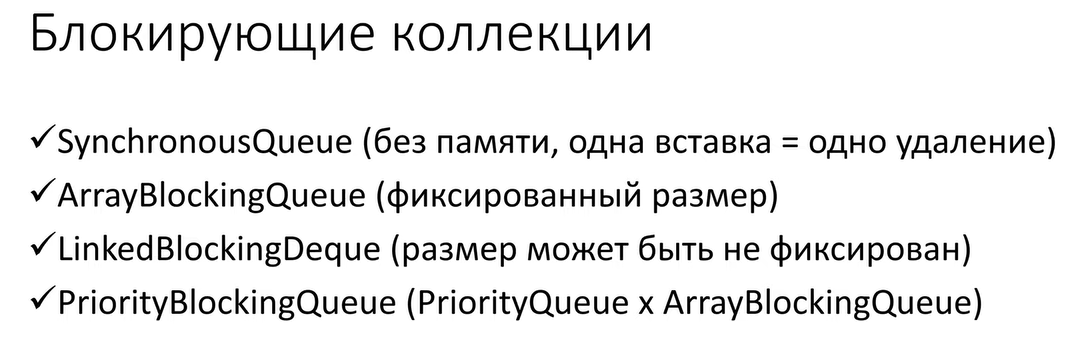 Блокирующие коллекции
✓SynchronousQueue (без памяти, одна вставка = одно удаление)
✓ArrayBlockingQueue (фиксированный размер)
✓LinkedBlockingDeque (размер может быть не фиксирован)
✓PriorityBlockingQueue (PriorityQueue x ArrayBlockingQueue)